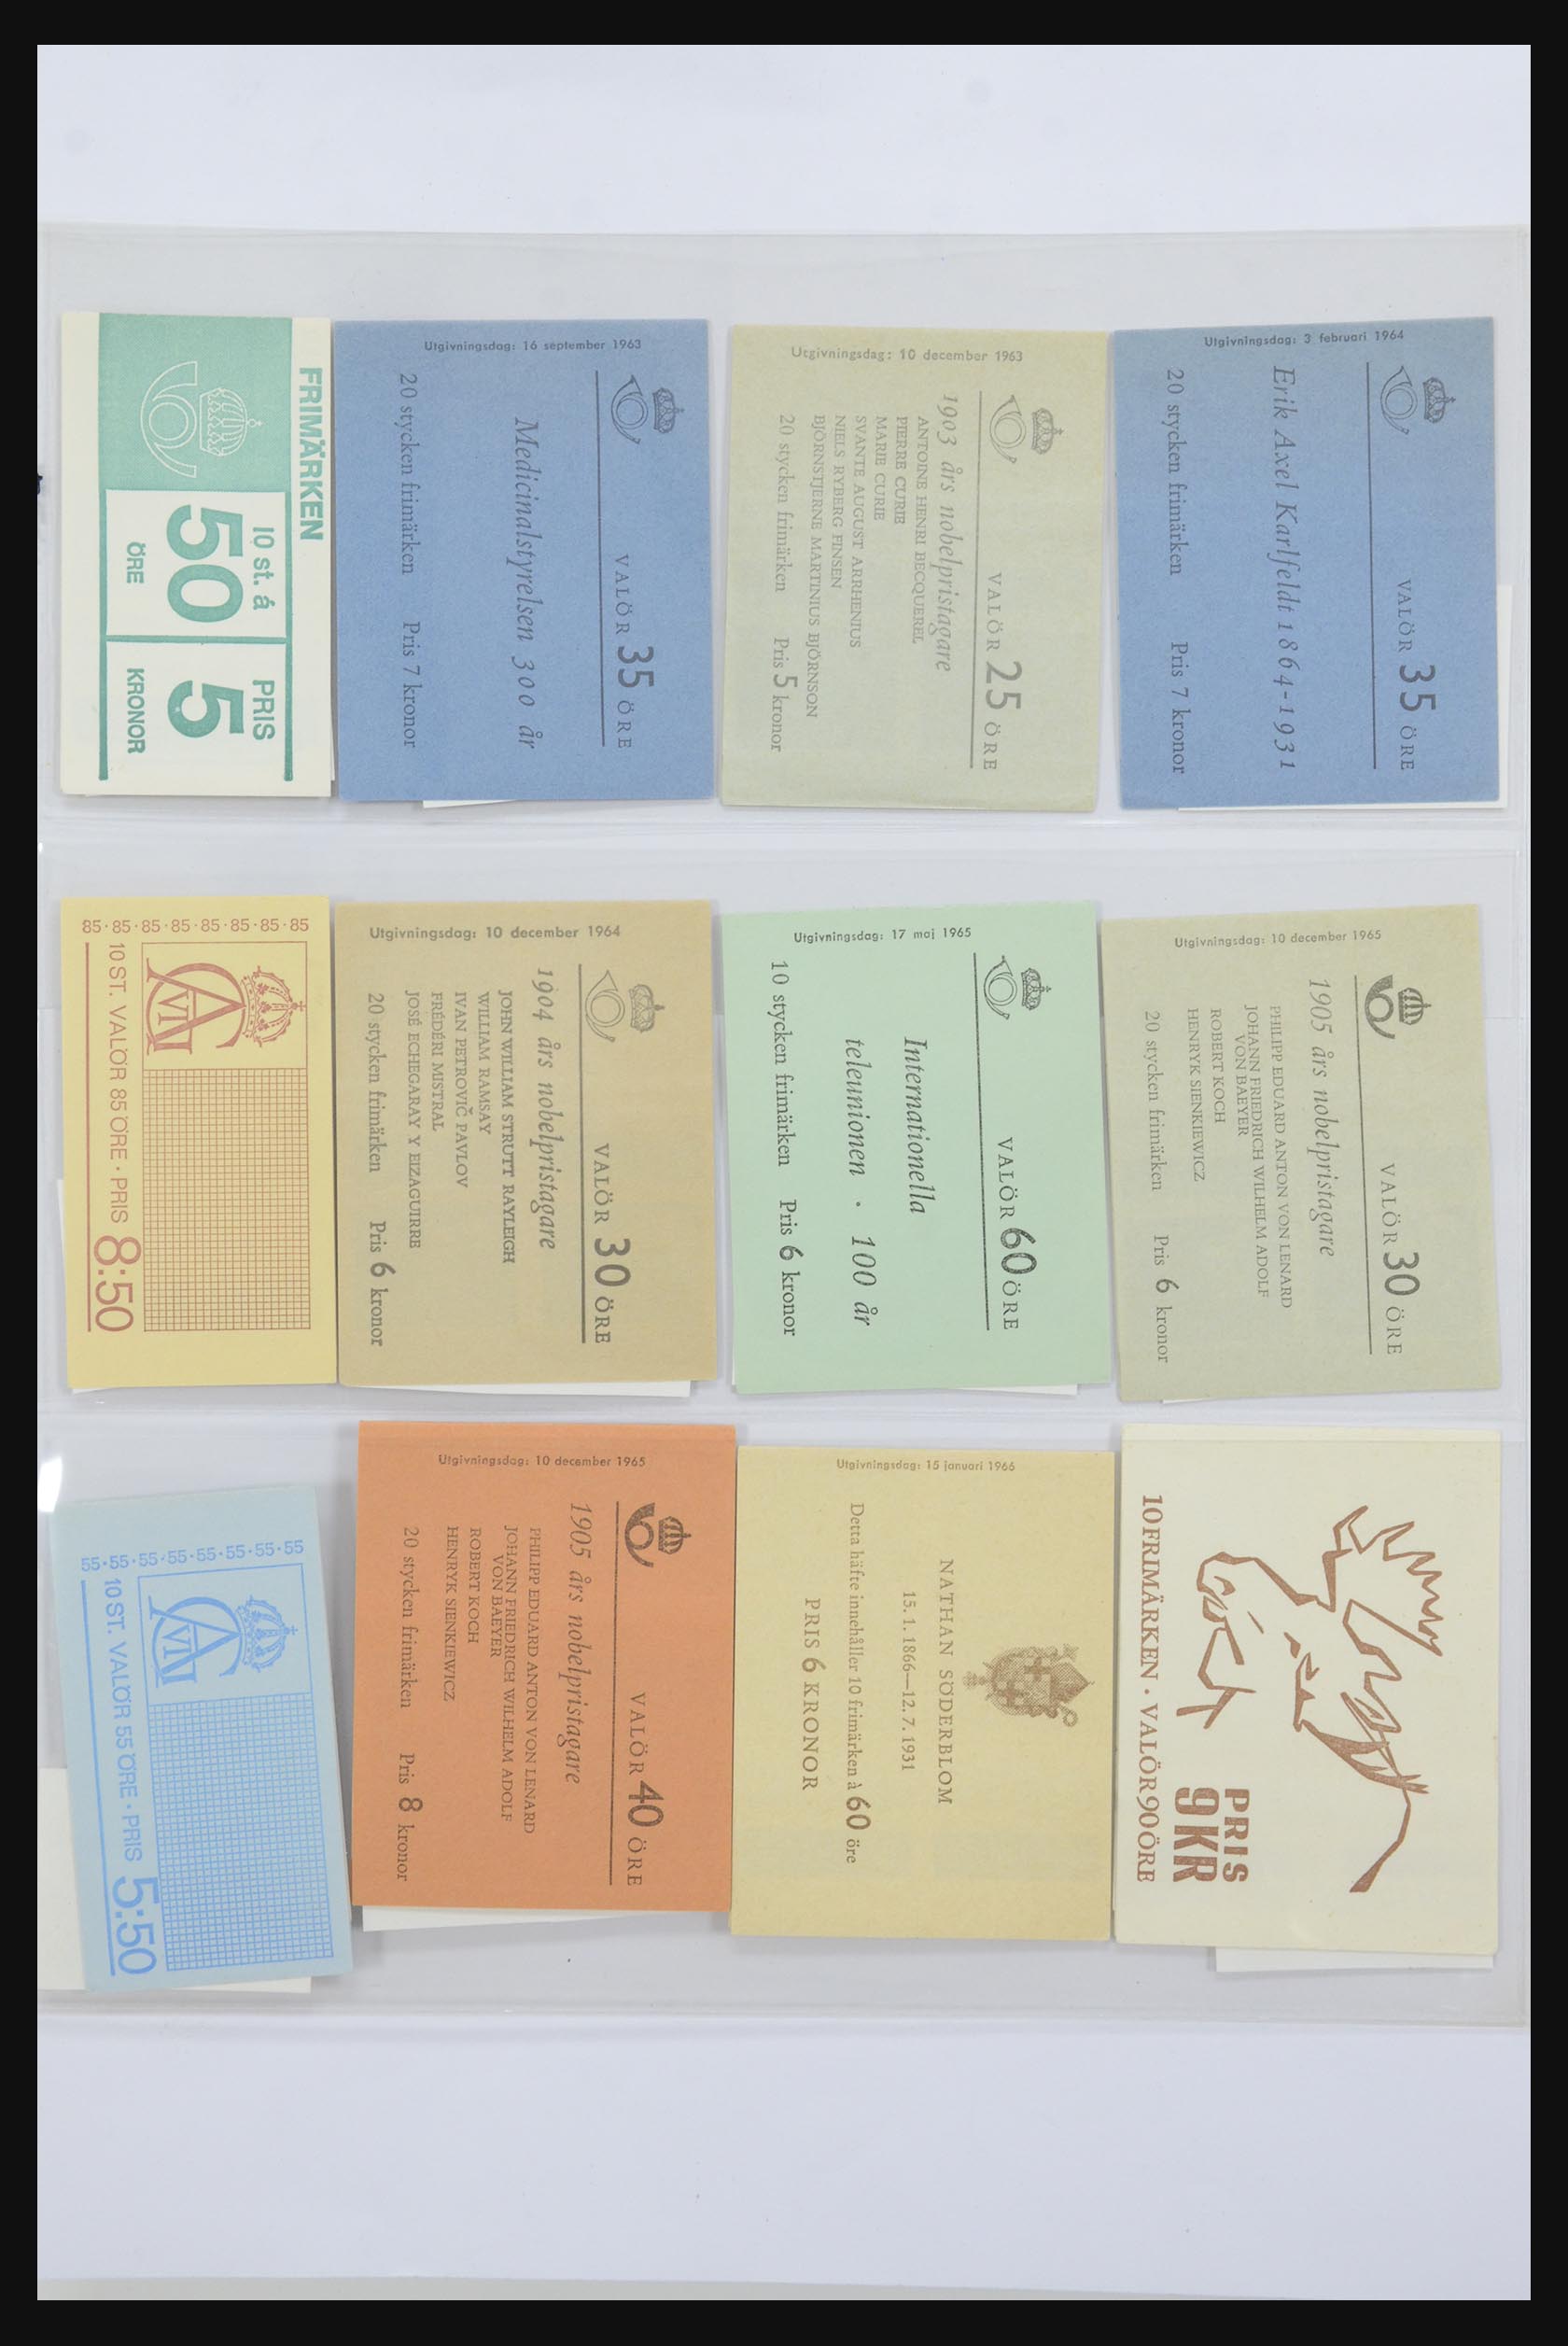 FRIMÄRKEN
10 st. á
50
ÖRE
PRIS
5
KRONOR
Utgivningsdag: 16 september 1963
VALÖR 35 ÖRE
Medicinalstyrelsen 300 år
20 stycken frimärken Pris 7 kronor
Utgivningsdag: 10 december 1963
VALÖR 25 ÖRE
1903 års nobelpristagare
ANTOINE HENRI BECQUEREL
PIERRE CURIE
MARIE CURIE
SVANTE AUGUST ARRHENIUS
NIELS RYBERG FINSEN
BJÖRNSTJERNE MARTINIUS BJÖRNSON
20 stycken frimärken Pris 5 kronor
Utgivningsdag: 3 februari 1964
VALÖR 35 ÖRE
Erik Axel Karlfeldt 1864-1931
20 stycken frimärken Pris 7 kronor
85·85·85·85·85·85·85·85
10 ST. VALÖR 85 ÖRE · PRIS 8:50
Utgivningsdag: 10 december 1964
VALÖR 30 ÖRE
1904 års nobelpristagare
JOHN WILLIAM STRUTT RAYLEIGH
WILLIAM RAMSAY
IVAN PETROVIČ PAVLOV
FRÉDÉRI MISTRAL
JOSÉ ECHEGARAY Y EIZAGUIRRE
20 stycken frimärken Pris 6 kronor
Utgivningsdag: 17 maj 1965
VALÖR 60 ÖRE
Internationella
teleunionen · 100 år
10 stycken frimärken Pris 6 kronor
Utgivningsdag: 10 december 1965
VALÖR 30 ÖRE
1905 års nobelpristagare
PHILIPP EDUARD ANTON VON LENARD
JOHANN FRIEDRICH WILHELM ADOLF
VON BAEYER
ROBERT KOCH
HENRYK SIENKIEWICZ
20 stycken frimärken Pris 6 kronor
55·55·55·55·55·55·55·55
10 ST. VALÖR 55 ÖRE · PRIS 5:50
Utgivningsdag: 10 december 1965
VALÖR 40 ÖRE
1905 års nobelpristagare
PHILIPP EDUARD ANTON VON LENARD
JOHANN FRIEDRICH WILHELM ADOLF
VON BAEYER
ROBERT KOCH
HENRYK SIENKIEWICZ
20 stycken frimärken Pris 8 kronor
Utgivningsdag: 15 januari 1966
NATHAN SÖDERBLOM
15.1. 1866—12.7. 1931
Detta häfte innehåller 10 frimärken à 60 öre
PRIS 6 KRONOR
PRIS
9 KR
10 FRIMÄRKEN · VALÖR 90 ÖRE